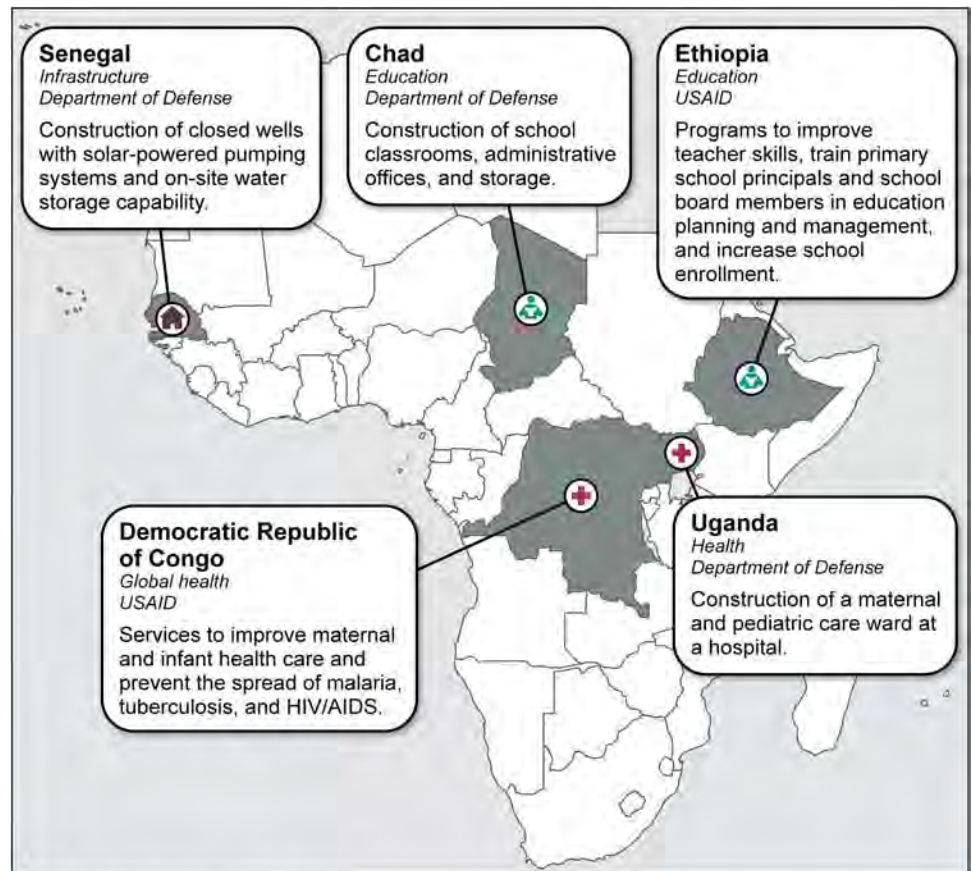 Senegal
Infrastructure
Department of Defense
Construction of closed wells
with solar-powered pumping
systems and on-site water
storage capability.
Chad
Education
Department of Defense
Construction of school
classrooms, administrative
offices, and storage.
Ethiopia
Education
USAID
Programs to improve
teacher skills, train primary
school principals and school
board members in education
planning and management,
and increase school
enrollment.
Democratic Republic
of Congo
Global health
USAID
Services to improve maternal
and infant health care and
prevent the spread of malaria,
tuberculosis, and HIV/AIDS.
Uganda
Health
Department of Defense
Construction of a maternal
and pediatric care ward at
a hospital.